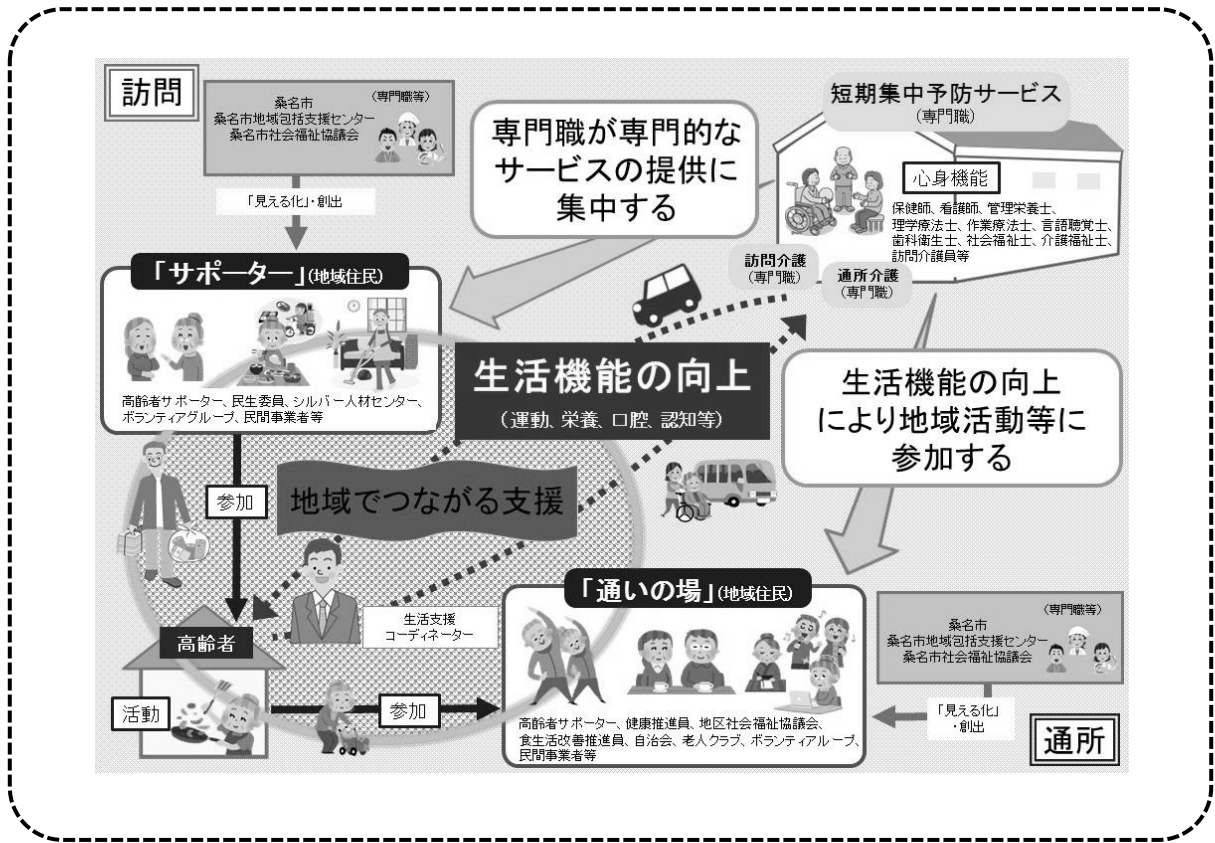 訪問
(専門職等)
桑名市
桑名市地域包括支援センター
桑名市社会福祉協議会
「見える化」・創出
「サポーター」(地域住民)
高齢者サポーター、民生委員、シルバー人材センター、
ボランティアグループ、民間事業者等
専門職が専門的な
サービスの提供に
集中する
短期集中予防サービス
(専門職)
心身機能
保健師、看護師、管理栄養士、
理学療法士、作業療法士、言語聴覚士、
歯科衛生士、社会福祉士、介護福祉士、
訪問介護員等
訪問介護
(専門職)
通所介護
(専門職)
生活機能の向上
(運動、栄養、口腔、認知等)
生活機能の向上
により地域活動等に
参加する
参加
地域でつながる支援
生活支援
コーディネーター
高齢者
活動
参加
「通いの場」(地域住民)
高齢者サポーター、健康推進員、地区社会福祉協議会、
食生活改善推進員、自治会、老人クラブ、ボランティアループ、
民間事業者等
(専門職等)
桑名市
桑名市地域包括支援センター
桑名市社会福祉協議会
「見える化」
・創出
通所